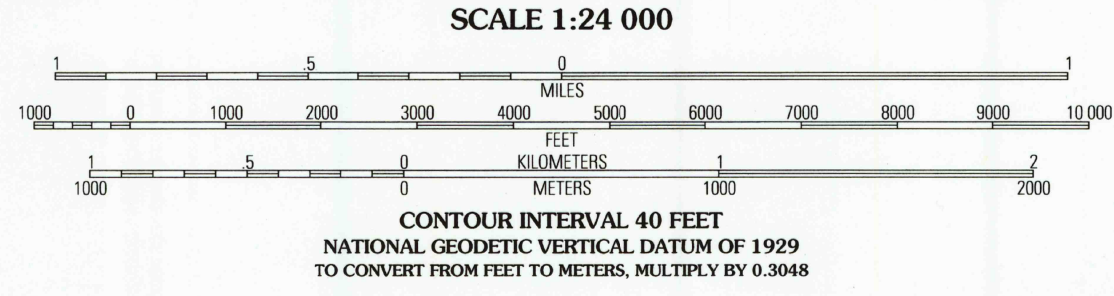 SCALE 1:24 000
1 .5 0 1
MILES
1000 0 1000 2000 3000 4000 5000 6000 7000 8000 9000 10 000
FEET
1 .5 0 KILOMETERS 1 2
1000 0 METERS 1000 2000
CONTOUR INTERVAL 40 FEET
NATIONAL GEODETIC VERTICAL DATUM OF 1929
TO CONVERT FROM FEET TO METERS, MULTIPLY BY 0.3048